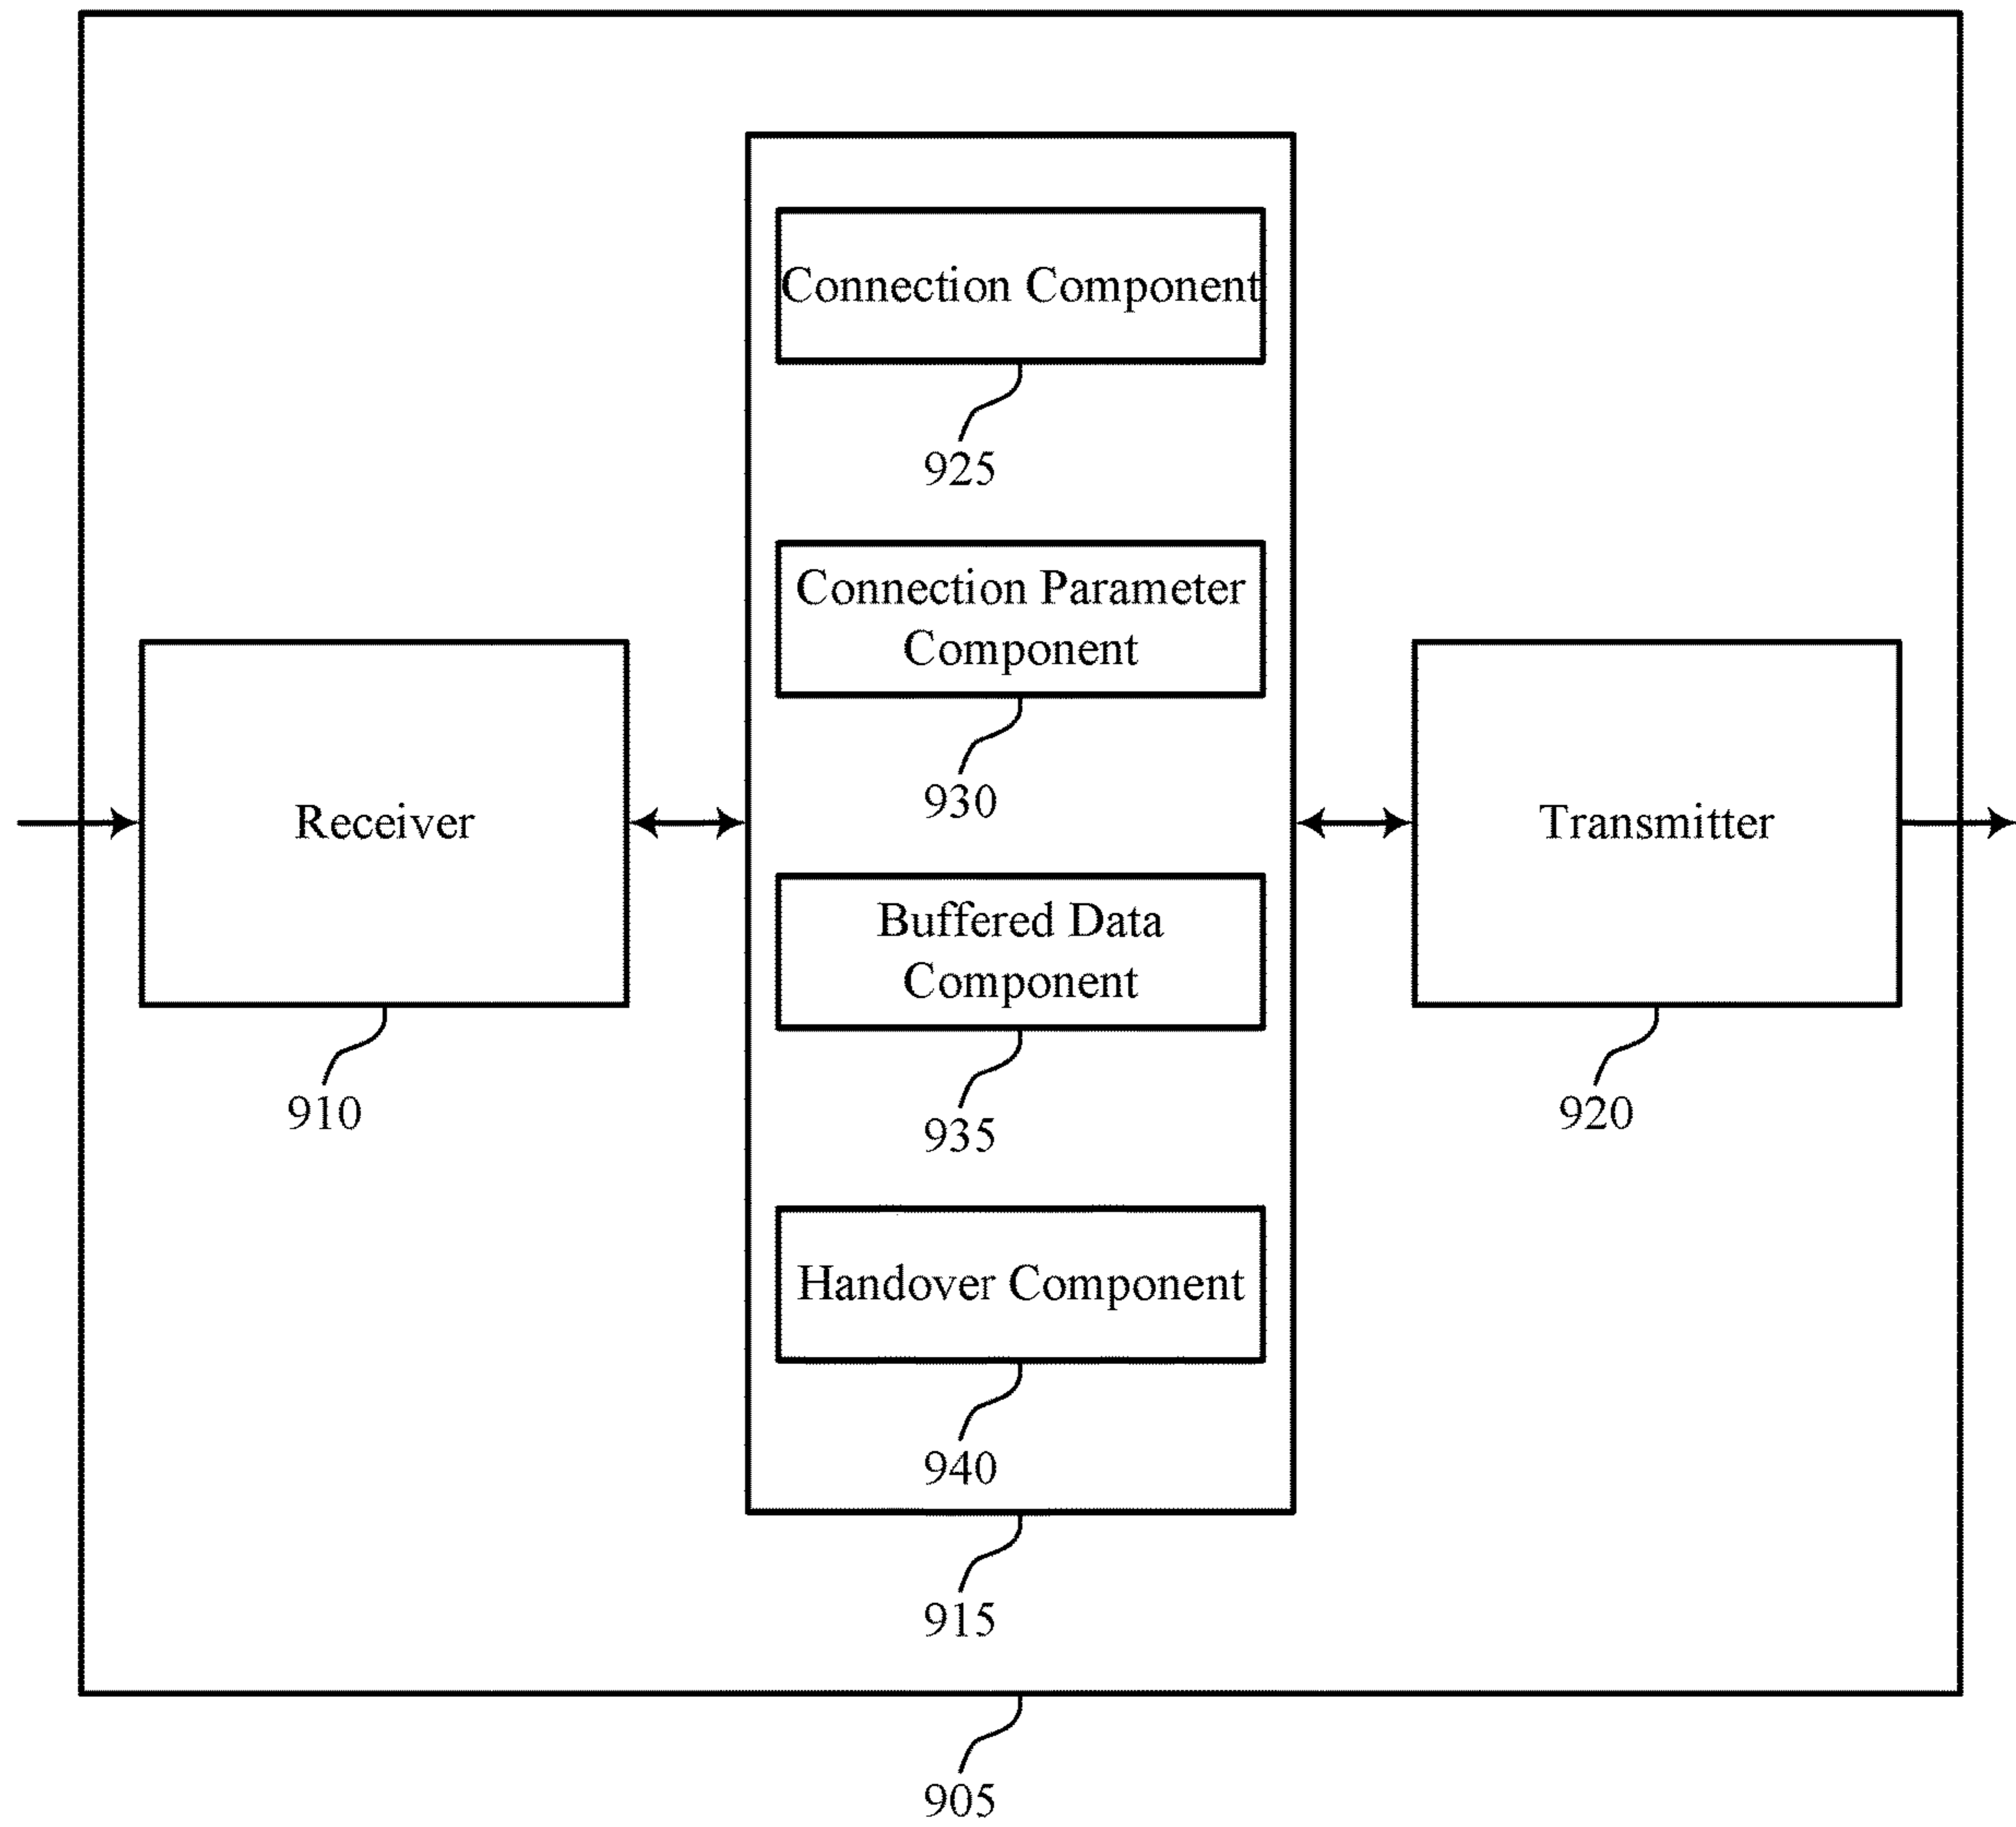 Connection Component
925
Connection Parameter
Component
930
Receiver
910
Buffered Data
Component
935
Transmitter
920
Handover Component
940
915
905